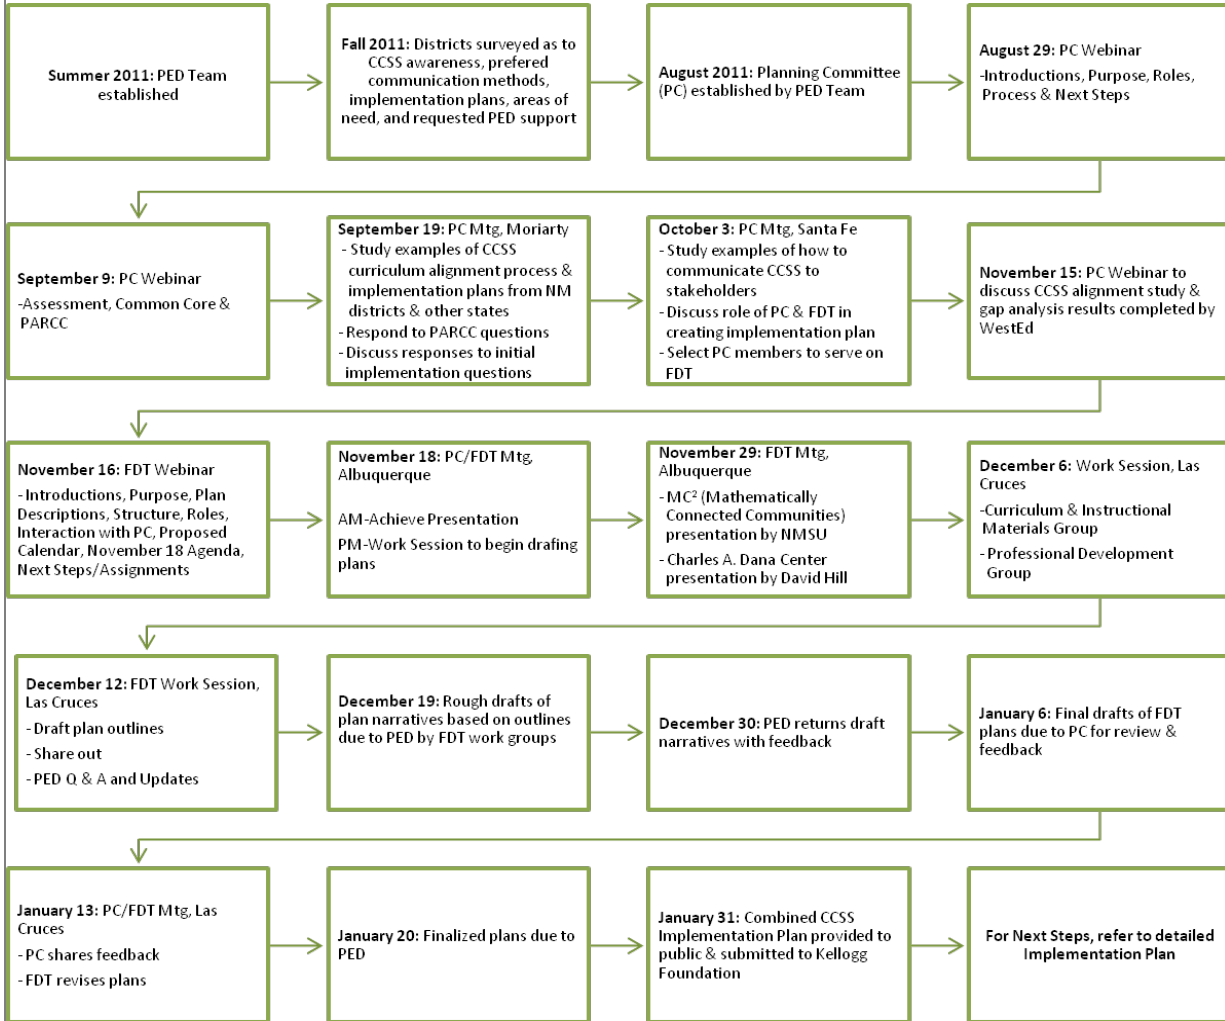 Summer 2011: PED Team
established
Fall 2011: Districts surveyed as to
CCSS awareness, prefered
communication methods,
implementation plans, areas of
need, and requested PED support
August 2011: Planning Committee
(PC) established by PED Team
August 29: PC Webinar
-Introductions, Purpose, Roles,
Process & Next Steps
September 9: PC Webinar
-Assessment, Common Core &
PARCC
September 19: PC Mtg, Moriarty
- Study examples of CCSS
curriculum alignment process &
implementation plans from NM
districts & other states
- Respond to PARCC questions
- Discuss responses to initial
implementation questions
October 3: PC Mtg, Santa Fe
- Study examples of how to
communicate CCSS to
stakeholders
- Discuss role of PC & FDT in
creating implementation plan
- Select PC members to serve on
FDT
November 15: PC Webinar to
discuss CCSS alignment study &
gap analysis results completed by
WestEd
November 16: FDT Webinar
- Introductions, Purpose, Plan
Descriptions, Structure, Roles,
Interaction with PC, Proposed
Calendar, November 18 Agenda,
Next Steps/Assignments
November 18: PC/FDT Mtg,
Albuquerque
AM-Achieve Presentation
PM-Work Session to begin drafing
plans
November 29: FDT Mtg,
Albuquerque
- MC² (Mathematically
Connected Communities)
presentation by NMSU
- Charles A. Dana Center
presentation by David Hill
December 6: Work Session, Las
Cruces
-Curriculum & Instructional
Materials Group
- Professional Development
Group
December 12: FDT Work Session,
Las Cruces
- Draft plan outlines
- Share out
-PED Q & A and Updates
December 19: Rough drafts of
plan narratives based on outlines
due to PED by FDT work groups
December 30: PED returns draft
narratives with feedback
January 6: Final drafts of FDT
plans due to PC for review &
feedback
January 13: PC/FDT Mtg, Las
Cruces
- PC shares feedback
- FDT revises plans
January 20: Finalized plans due to
PED
January 31: Combined CCSS
Implementation Plan provided to
public & submitted to Kellogg
Foundation
For Next Steps, refer to detailed
Implementation Plan